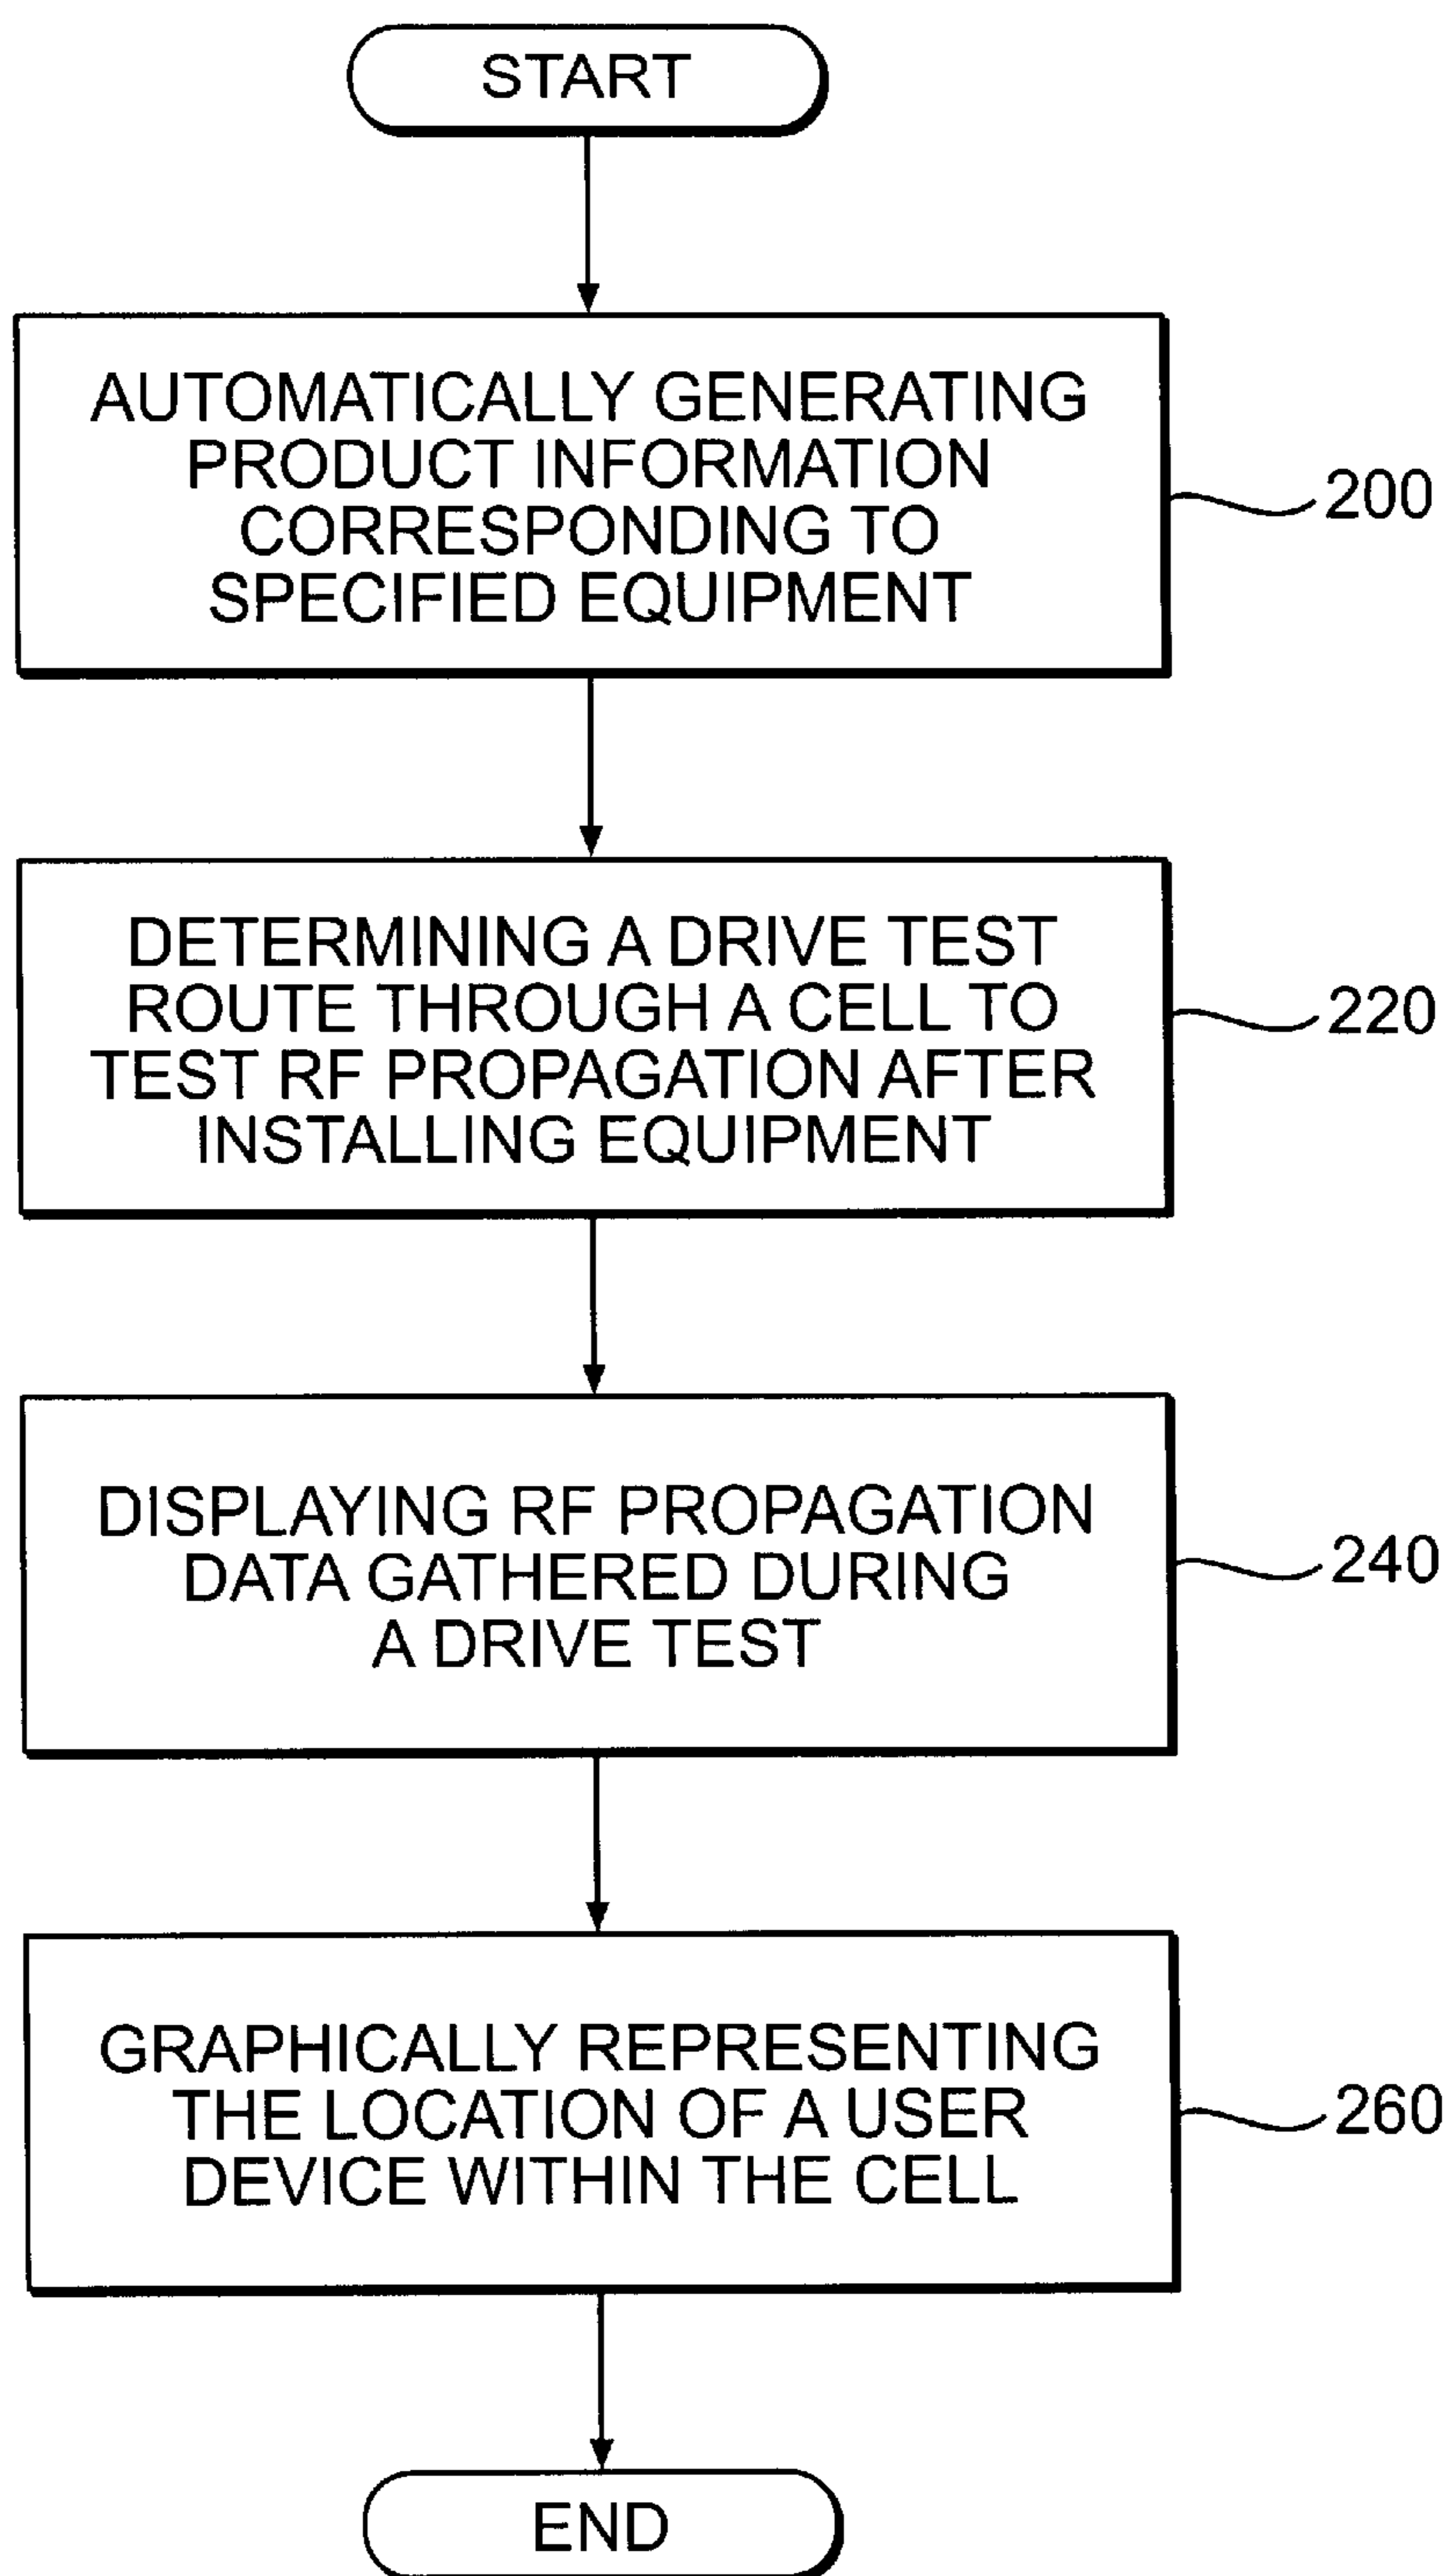 START
AUTOMATICALLY GENERATING
PRODUCT INFORMATION
CORRESPONDING TO
SPECIFIED EQUIPMENT
200
DETERMINING A DRIVE TEST
ROUTE THROUGH A CELL TO
TEST RF PROPAGATION AFTER
INSTALLING EQUIPMENT
220
DISPLAYING RF PROPAGATION
DATA GATHERED DURING
A DRIVE TEST
240
GRAPHICALLY REPRESENTING
THE LOCATION OF A USER
DEVICE WITHIN THE CELL
260
END